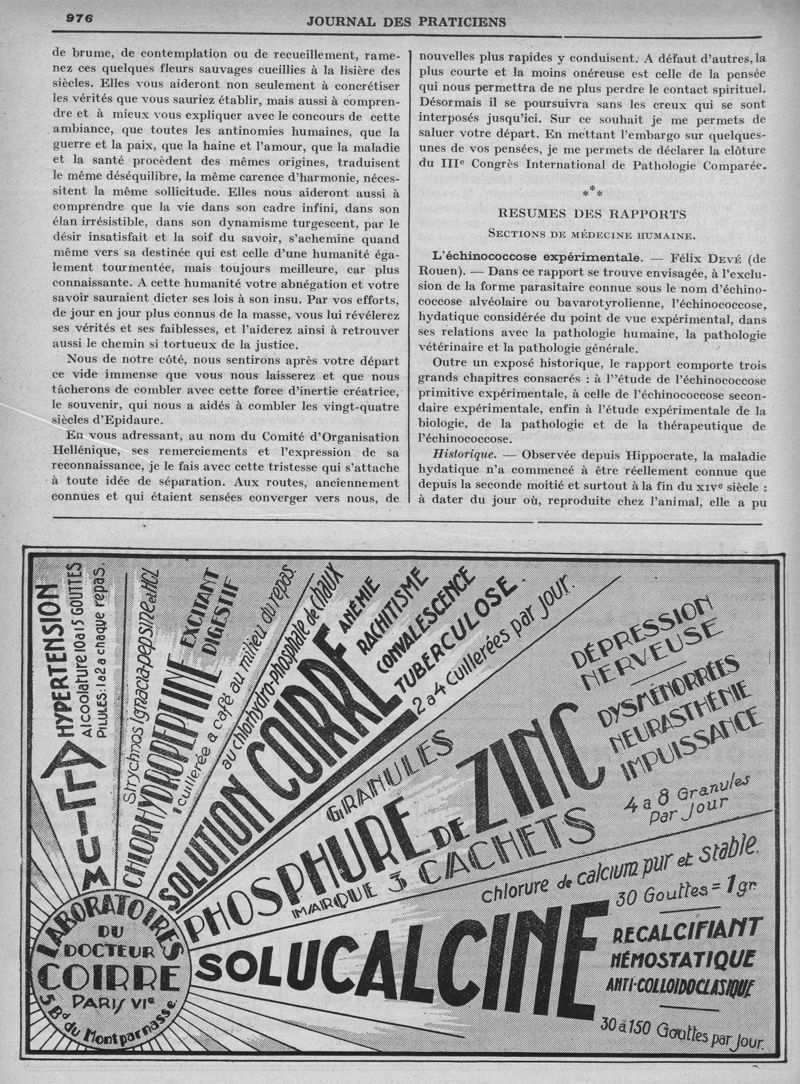 976
JOURNAL DES PRATICIENS
de brume, de contemplation ou de recueillement, rame-
nez ces quelques fleurs sauvages cueillies à la lisière des
siècles. Elles vous aideront non seulement à concrétiser
les vérités que vous sauriez établir, mais aussi à compren-
dre et à mieux vous expliquer avec le concours de cette
ambiance, que toutes les antinomies humaines, que la
guerre et la paix, que la haine et l'amour, que la maladie
et la santé procèdent des mêmes origines, traduisent
le même déséquilibre, la même carence d'harmonie, néces-
sitent la même sollicitude. Elles nous aideront aussi à
comprendre que la vie dans son cadre infini, dans son
élan irrésistible, dans son dynamisme turgescent, par le
désir insatisfait et la soif du savoir, s'achemine quand
même vers sa destinée qui est celle d'une humanité éga-
lement tourmentée, mais toujours meilleure, car plus
connaissante. A cette humanité votre abnégation et votre
savoir sauraient dicter ses lois à son insu. Par vos efforts,
de jour en jour plus connus de la masse, vous lui révélerez
ses vérités et ses faiblesses, et l'aiderez ainsi à retrouver
aussi le chemin si tortueux de la justice.
Nous de notre côté, nous sentirons après votre départ
ce vide immense que vous nous laisserez et que nous
tâcherons de combler avec cette force d'inertie créatrice,
le souvenir, qui nous a aidés à combler les vingt-quatre
siècles d'Epidaure.
En vous adressant, au nom du Comité d'Organisation
Hellénique, ses remerciements et l'expression de sa
reconnaissance, je le fais avec cette tristesse qui s'attache
à toute idée de séparation. Aux routes, anciennement
connues et qui étaient sensées converger vers nous, de
nouvelles plus rapides y conduisent. A défaut d'autres, la
plus courte et la moins onéreuse est celle de la pensée
qui nous permettra de ne plus perdre le contact spirituel.
Désormais il se poursuivra sans les creux qui se sont
interposés jusqu'ici. Sur ce souhait je me permets de
saluer votre départ. En mettant l'embargo sur quelques-
unes de vos pensées, je me permets de déclarer la clôture
du IIIe Congrès International de Pathologie Comparée.
***
RESUMES DES RAPPORTS
SECTIONS DE MÉDECINE HUMAINE.
L'échinococcose expérimentale. — Félix DEVÉ (de
Rouen). — Dans ce rapport se trouve envisagée, à l'exclu-
sion de la forme parasitaire connue sous le nom d'échino-
coccose alvéolaire ou bavarotyrolienne, l'échinococcose,
hydatique considérée du point de vue expérimental, dans
ses relations avec la pathologie humaine, la pathologie
vétérinaire et la pathologie générale.
Outre un exposé historique, le rapport comporte trois
grands chapitres consacrés : à l''étude de l'échinococcose
primitive expérimentale, à celle de l'échinococcose secon-
daire expérimentale, enfin à l'étude expérimentale de la
biologie, de la pathologie et de la thérapeutique de
l'échinococcose.
Historique. — Observée depuis Hippocrate, la maladie
hydatique n'a commencé à être réellement connue que
depuis la seconde moitié et surtout à la fin du XIVe siècle :
à dater du jour où, reproduite chez l'animal, elle a pu
HYPERTENSION
Alcoolature 10 à 15 GOUTTES
PILULES: 1 à 2 à chaque repas.
Strychnos Ignacia-pepsine et HCl
CHLORHYDROPEPTINE
EXCITANT
DIGESTIF
1 cuillerée à café au milieu du repas.
au chlorhydro-phosphate de chaux
SOLUTION COIRRE
ANÉMIE
RACHITISME
CONVALESCENCE
TUBERCULOSE.
2 à 4 cuillerées par jour.
GRANULES
PHOSPHURE DE ZINC
MARQUE 3 CACHETS
DÉPRESSION
NERVEUSE
DYSMÉNORRÉES
NEURASTHÉNIE
IMPUISSANCE
4 à 8 Granules
Par Jour
chlorure de calcium pur et stable.
30 Gouttes = 1gr.
SOLUCALCINE
RECALCIFIANT
HÉMOSTATIQUE
ANTI-COLLOÏDOCLASIQUE
30 à 150 Gouttes par Jour.
LABORATOIRES
DU
DOCTEUR
COIRRE
PARIS VIe
5 Bd du Montparnasse.